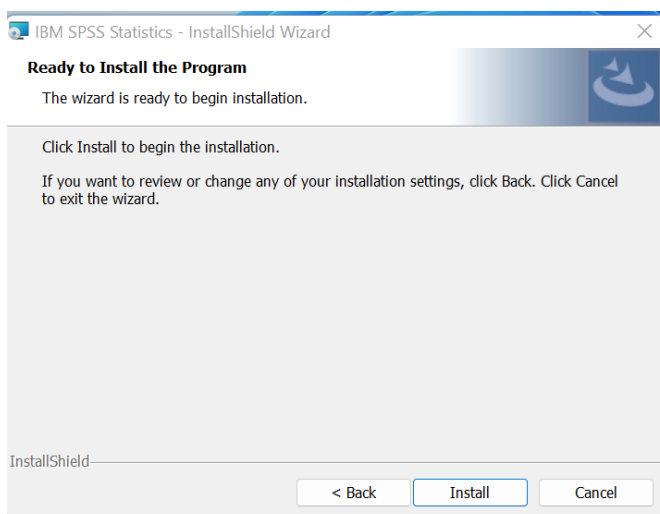 IBM SPSS Statistics - InstallShield Wizard
Ready to Install the Program
The wizard is ready to begin installation.
Click Install to begin the installation.
If you want to review or change any of your installation settings, click Back. Click Cancel
to exit the wizard.
InstallShield
< Back
Install
Cancel